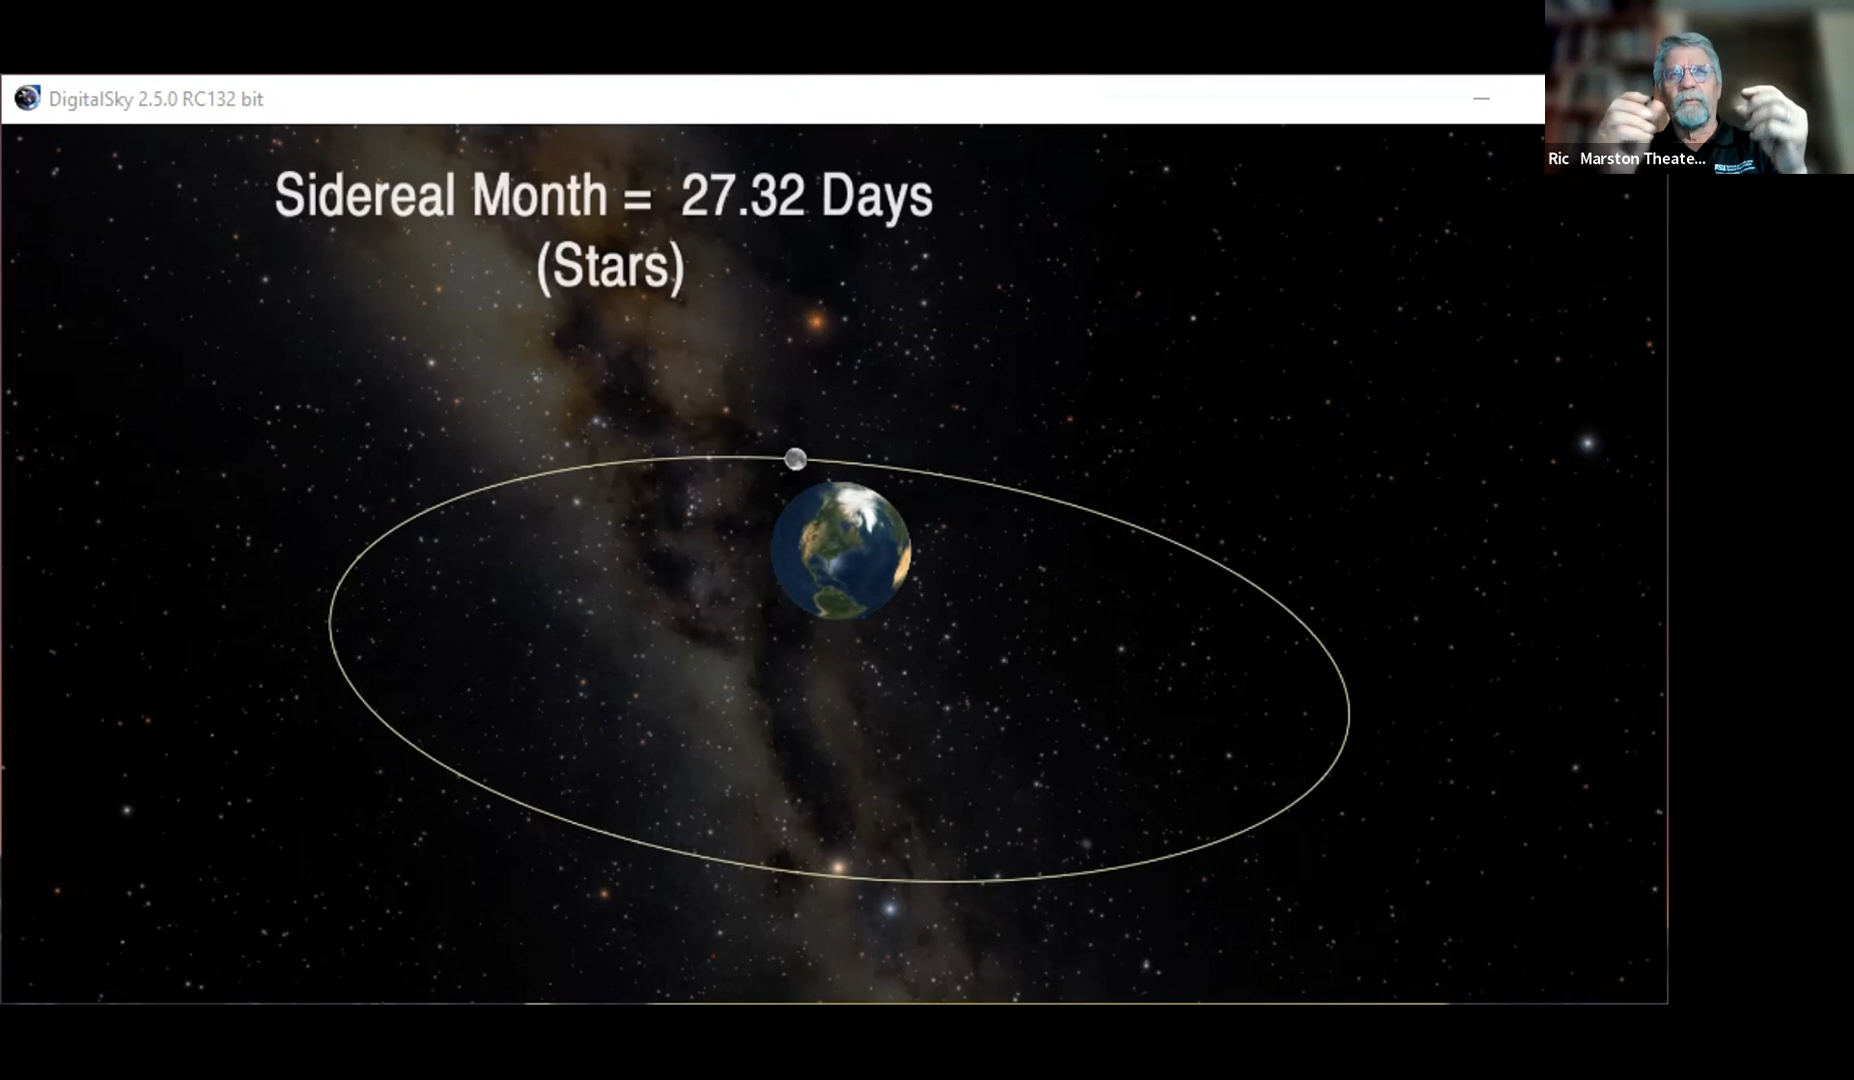 DigitalSky 2.5.0 RC132 bit
Ric Marston Theate...
Sidereal Month = 27.32 Days
(Stars)